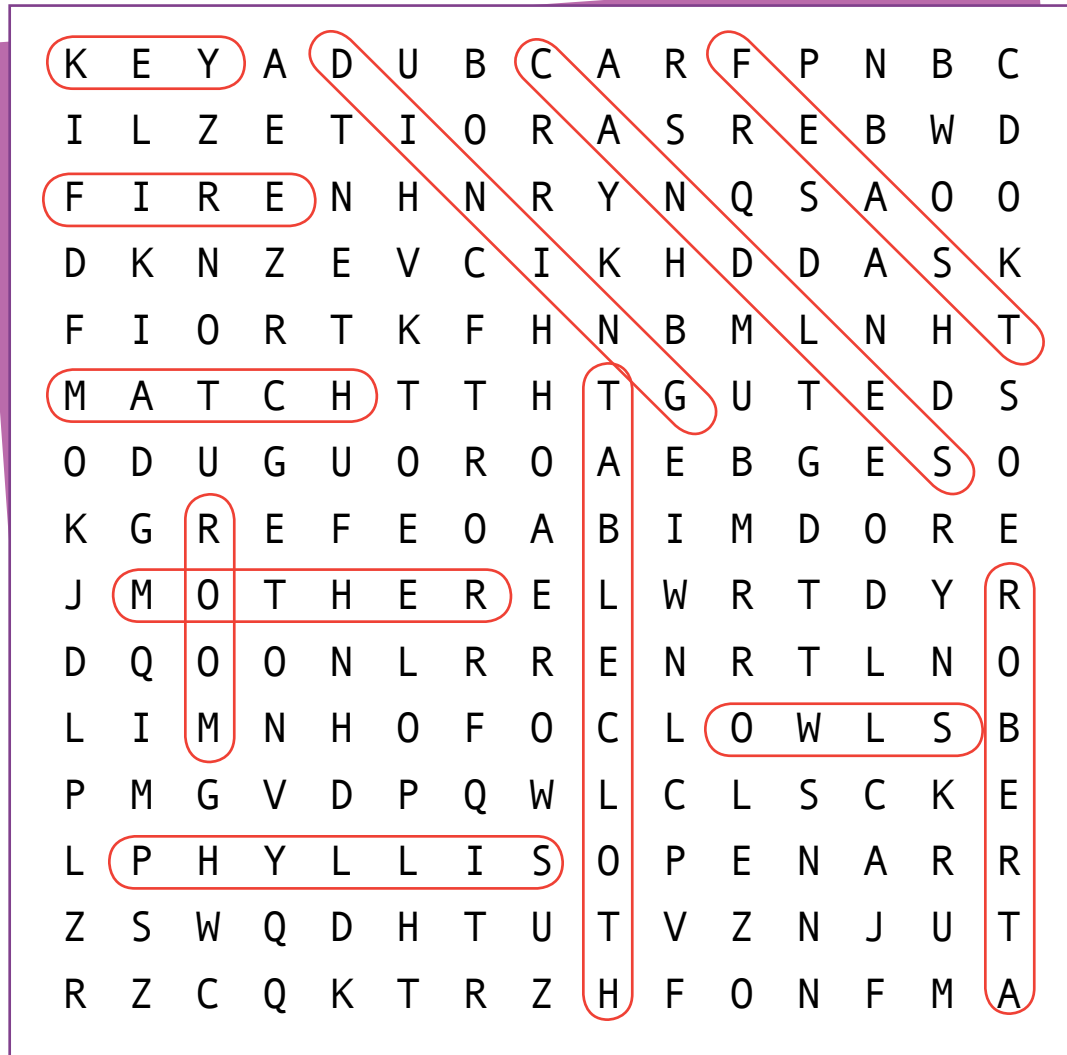 K E Y A D U B C A R F P N B C
I L Z E T I O R A S R E B W D
F I R E N H N R Y N Q S A O O
D K N Z E V C I K H D D A S K
F I O R T K F H N B M L N H T
M A T C H T T H T G U T E D S
O D U G U O R O A E B G E S O
K G R E F E O A B I M D O R E
J M O T H E R E L W R T D Y R
D Q O O N L R R E N R T L N O
L I M N H O F O C L O W L S B
P M G V D P Q W L C L S C K E
L P H Y L L I S O P E N A R R
Z S W Q D H T U T V Z N J U T
R Z C Q K T R Z H F O N F M A